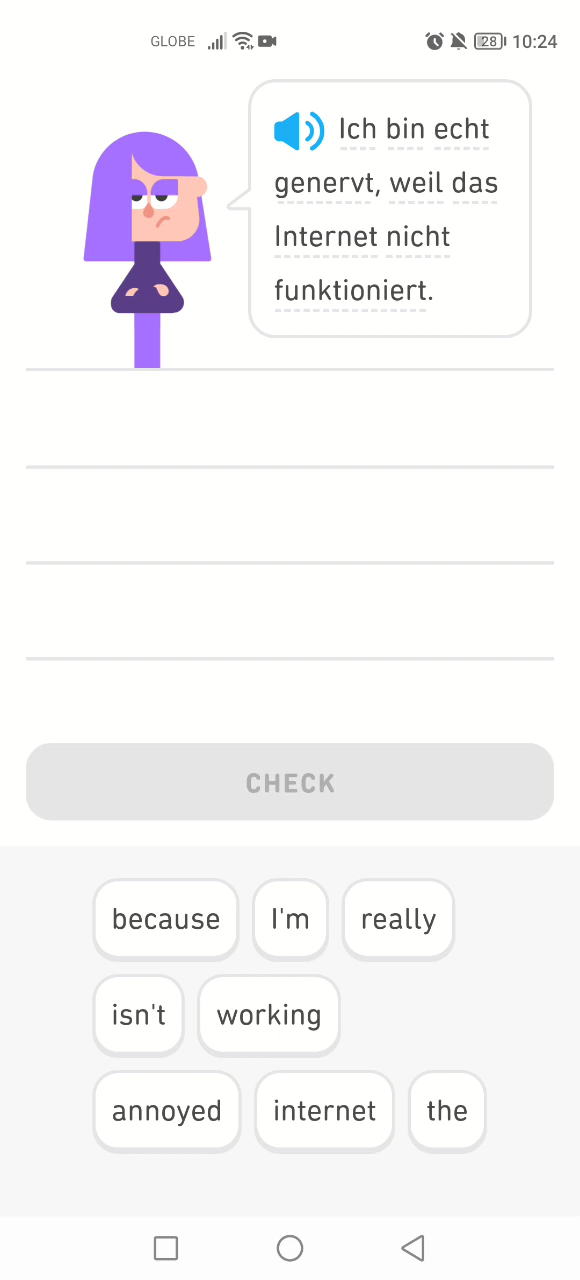 GLOBE 28 10:24
Ich bin echt
genervt, weil das
Internet nicht
funktioniert.
CHECK
because I'm really
isn't working
annoyed internet the